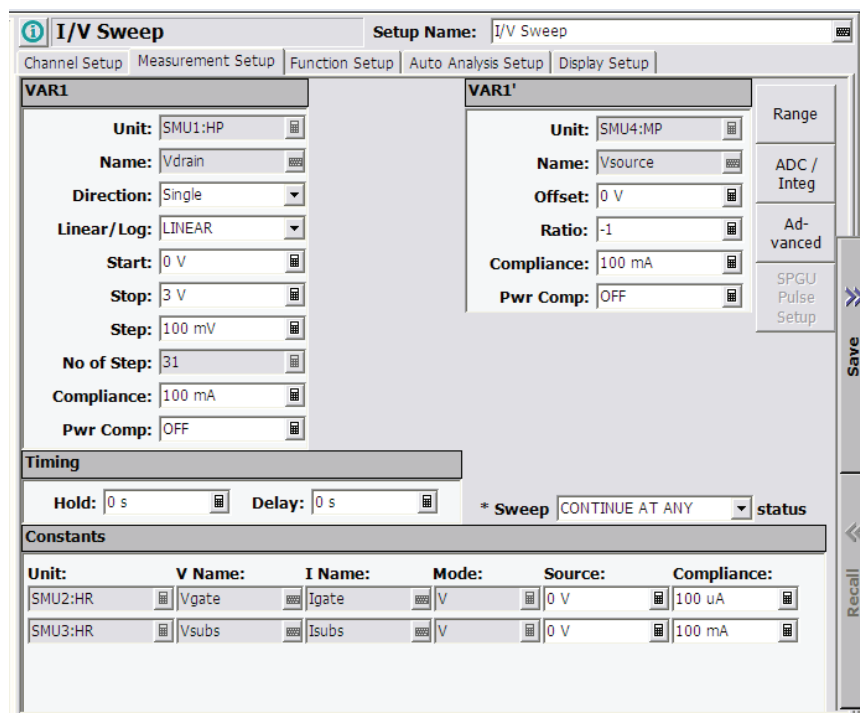 I/V Sweep Setup Name: I/V Sweep
Channel Setup Measurement Setup Function Setup Auto Analysis Setup Display Setup
VAR1
Unit: SMU1:HP
Name: Vdrain
Direction: Single
Linear/Log: LINEAR
Start: 0 V
Stop: 3 V
Step: 100 mV
No of Step: 31
Compliance: 100 mA
Pwr Comp: OFF
VAR1'
Unit: SMU4:MP
Name: Vsource
Offset: 0 V
Ratio: -1
Compliance: 100 mA
Pwr Comp: OFF
Range
ADC /
Integ
Ad-
vanced
SPGU
Pulse
Setup
Save
Recall
Timing
Hold: 0 s Delay: 0 s
* Sweep CONTINUE AT ANY status
Constants
Unit: V Name: I Name: Mode: Source: Compliance:
SMU2:HR Vgate Igate V 0 V 100 uA
SMU3:HR Vsubs Isubs V 0 V 100 mA